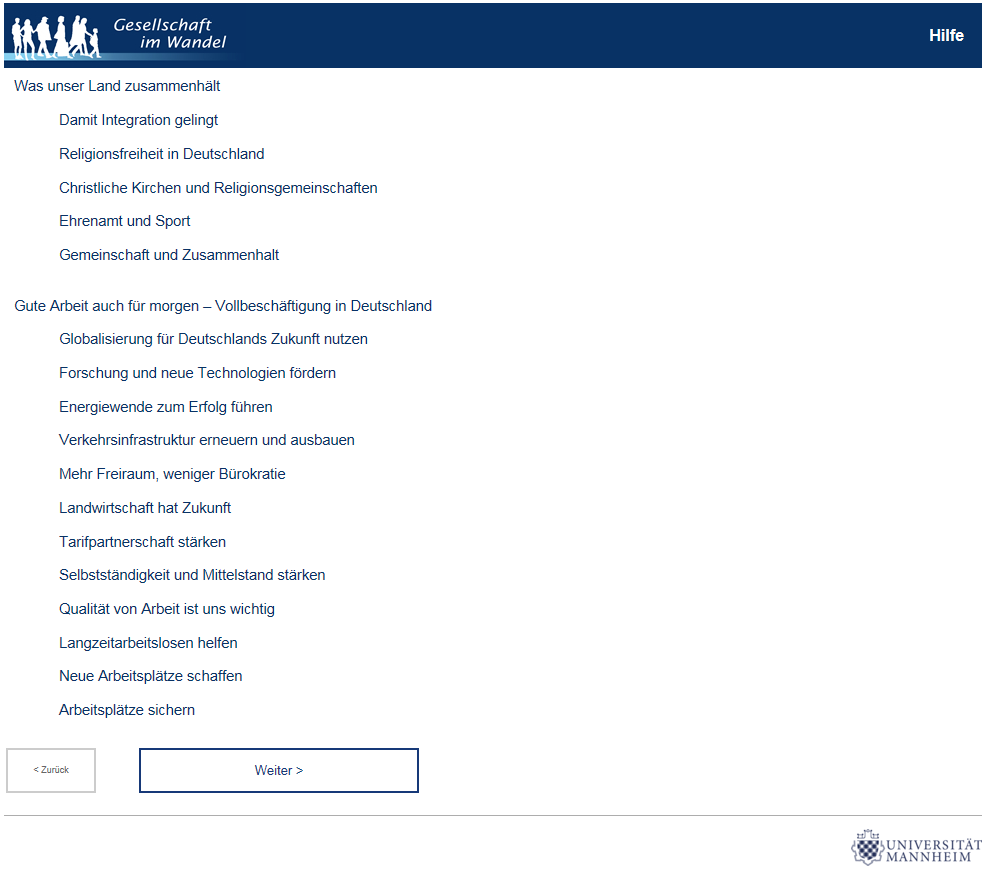 Gesellschaft
im Wandel
Hilfe
Was unser Land zusammenhält
Damit Integration gelingt
Religionsfreiheit in Deutschland
Christliche Kirchen und Religionsgemeinschaften
Ehrenamt und Sport
Gemeinschaft und Zusammenhalt
Gute Arbeit auch für morgen – Vollbeschäftigung in Deutschland
Globalisierung für Deutschlands Zukunft nutzen
Forschung und neue Technologien fördern
Energiewende zum Erfolg führen
Verkehrsinfrastruktur erneuern und ausbauen
Mehr Freiraum, weniger Bürokratie
Landwirtschaft hat Zukunft
Tarifpartnerschaft stärken
Selbstständigkeit und Mittelstand stärken
Qualität von Arbeit ist uns wichtig
Langzeitarbeitslosen helfen
Neue Arbeitsplätze schaffen
Arbeitsplätze sichern
< Zurück
Weiter >
UNIVERSITÄT
MANNHEIM